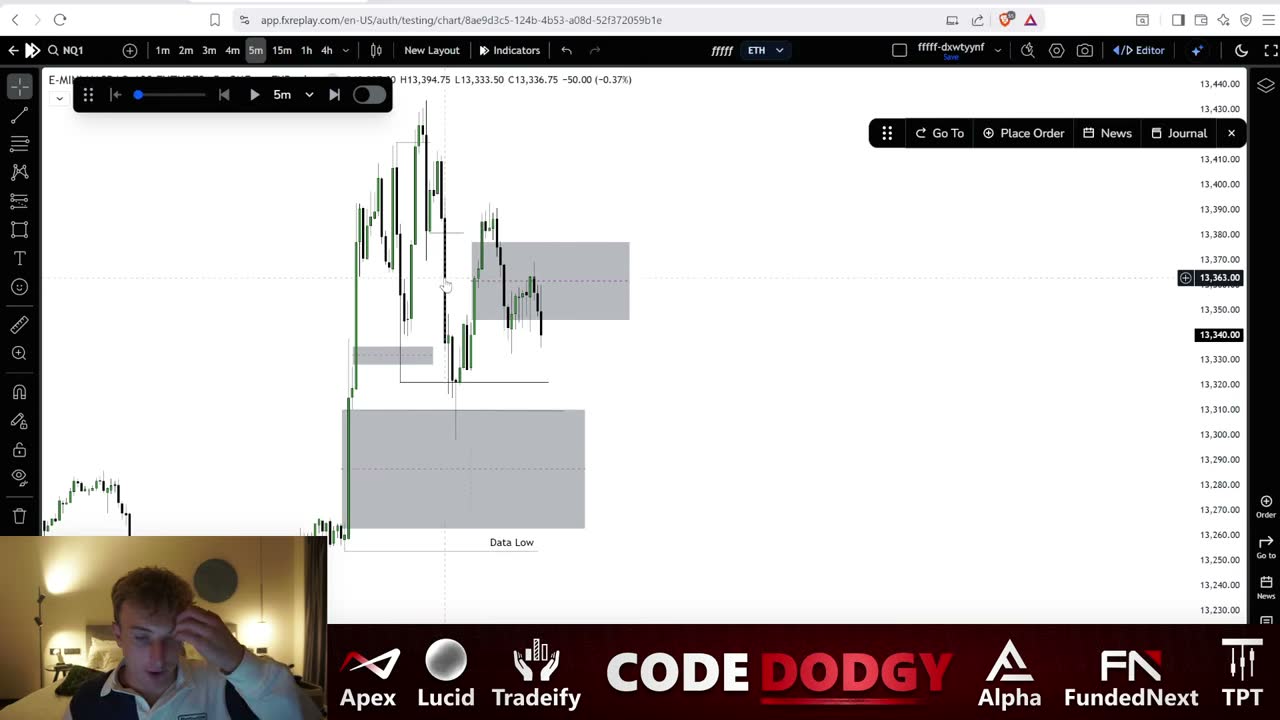 app.fxreplay.com/en-US/auth/testing/chart/8ae9d3c5-124b-4b53-a08d-52f372059b1e
NQ1 1m 2m 3m 4m 5m 15m 1h 4h New Layout Indicators fffff ETH fffff-dxwtyynf Save Editor
H13,394.75 L13,333.50 C13,336.75 −50.00 (−0.37%)
5m
Go To Place Order News Journal
13,440.00
13,430.00
13,410.00
13,400.00
13,390.00
13,380.00
13,370.00
13,363.00
13,350.00
13,340.00
13,330.00
13,320.00
13,310.00
13,300.00
13,290.00
13,280.00
13,270.00
13,260.00
13,250.00
13,240.00
13,230.00
Order
Go to
News
Data Low
CODE DODGY
Apex Lucid Tradeify Alpha FundedNext TPT